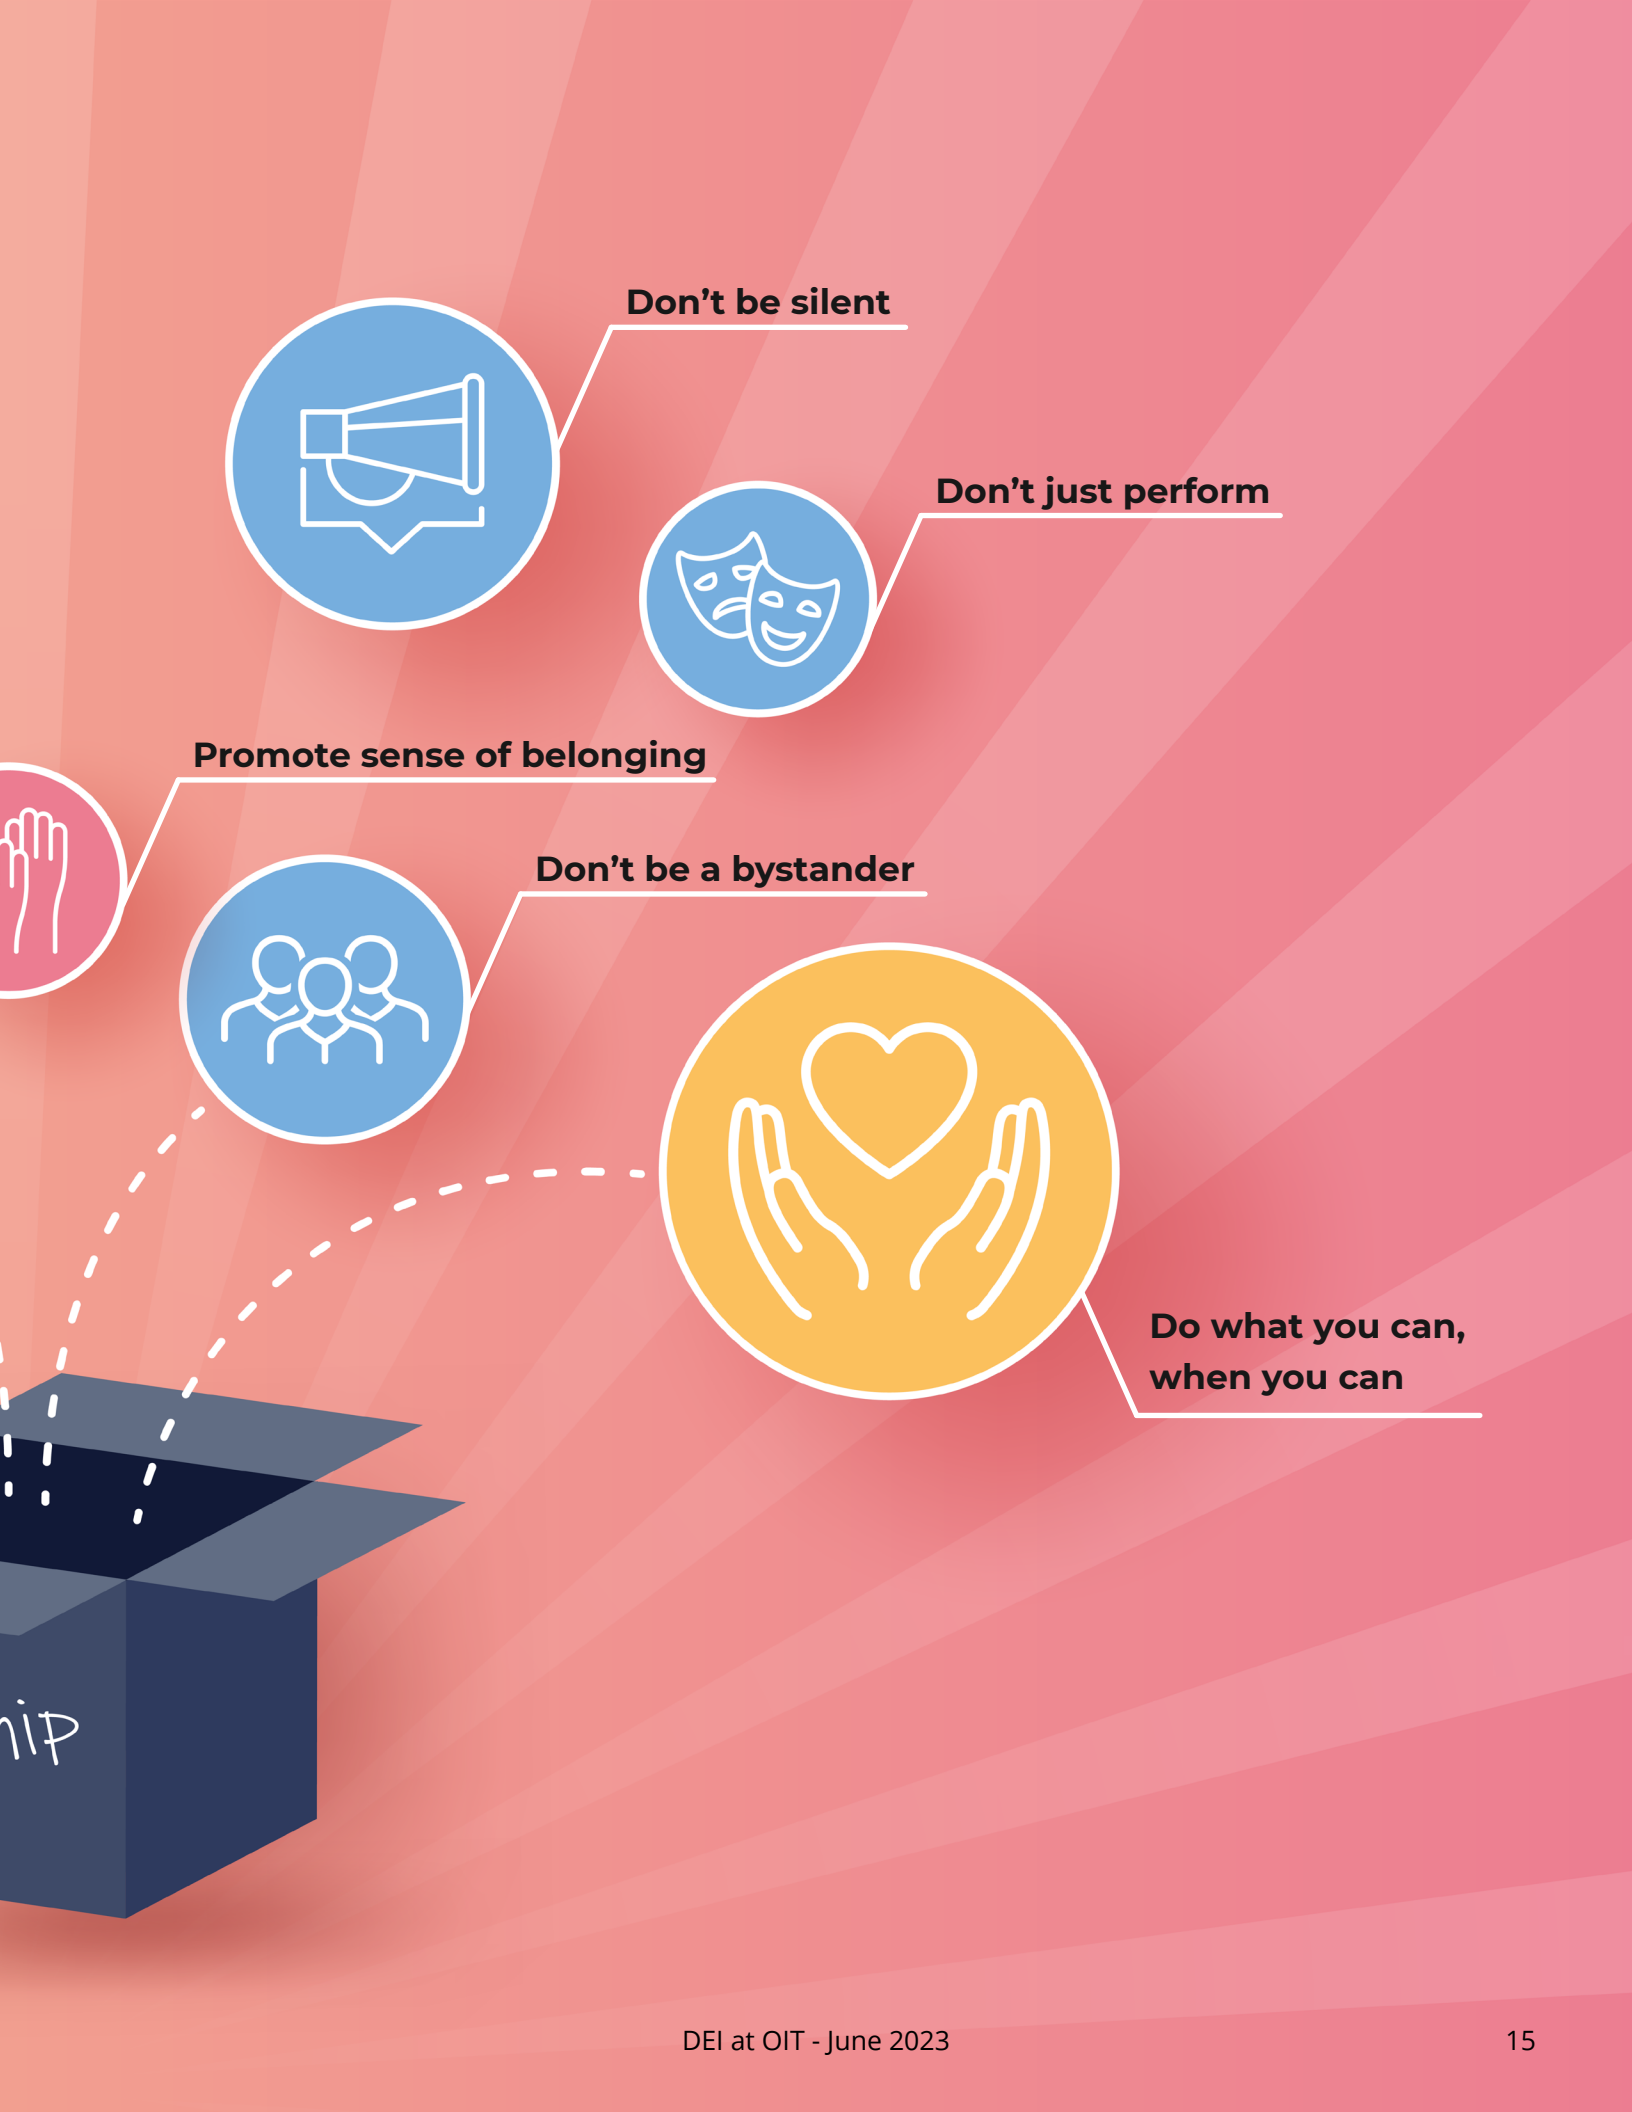 Don’t be silent
Don’t just perform
Promote sense of belonging
Don’t be a bystander
Do what you can,
when you can
hip
DEI at OIT - June 2023
15